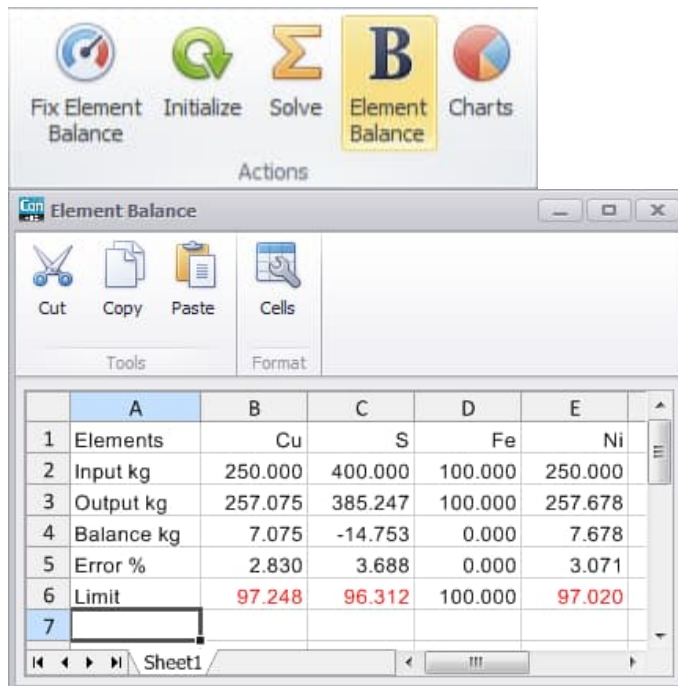 Fix Element Balance Initialize Solve Element Balance Charts
Actions
Element Balance
Cut Copy Paste Cells
Tools Format
A B C D E
1 Elements Cu S Fe Ni
2 Input kg 250.000 400.000 100.000 250.000
3 Output kg 257.075 385.247 100.000 257.678
4 Balance kg 7.075 -14.753 0.000 7.678
5 Error % 2.830 3.688 0.000 3.071
6 Limit 97.248 96.312 100.000 97.020
7
Sheet1